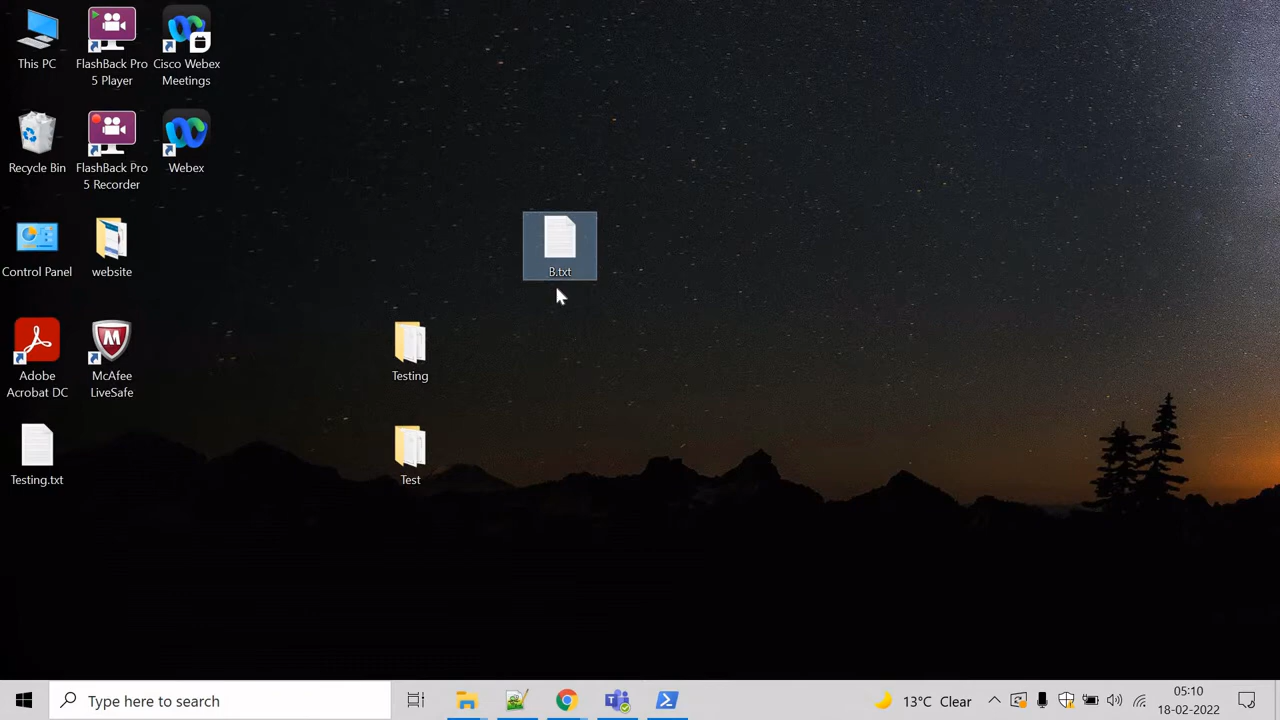 This PC
FlashBack Pro
5 Player
Cisco Webex
Meetings
Recycle Bin
FlashBack Pro
5 Recorder
Webex
Control Panel
website
B.txt
Adobe
Acrobat DC
McAfee
LiveSafe
Testing
Testing.txt
Test
Type here to search
13°C Clear
05:10
18-02-2022